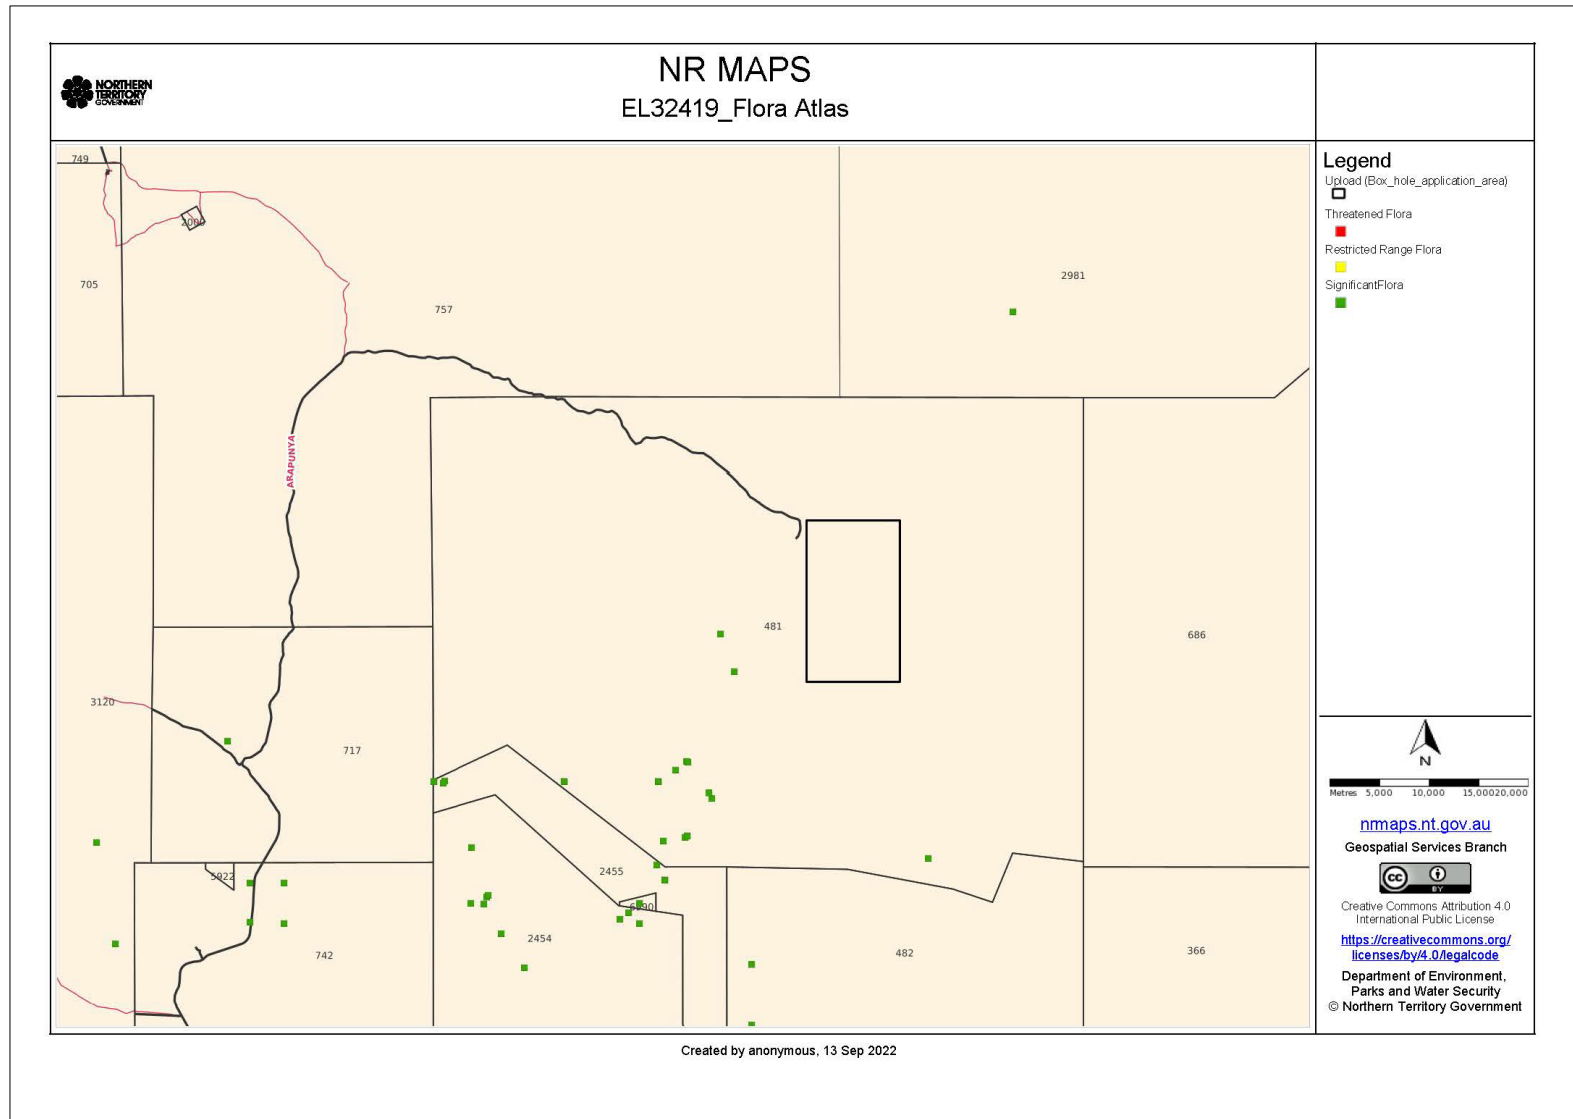 NORTHERN
TERRITORY
GOVERNMENT
NR MAPS
EL32419_Flora Atlas
Legend
Upload (Box_hole_application_area)
Threatened Flora
Restricted Range Flora
SignificantFlora
749
705
757
2981
ARAPUNYA
481
686
3120
717
5922
2455
742
2454
482
366
N
Metres 5,000 10,000 15,00020,000
nrmaps.nt.gov.au
Geospatial Services Branch
CC BY
Creative Commons Attribution 4.0
International Public License
https://creativecommons.org/
licenses/by/4.0/legalcode
Department of Environment,
Parks and Water Security
© Northern Territory Government
Created by anonymous, 13 Sep 2022